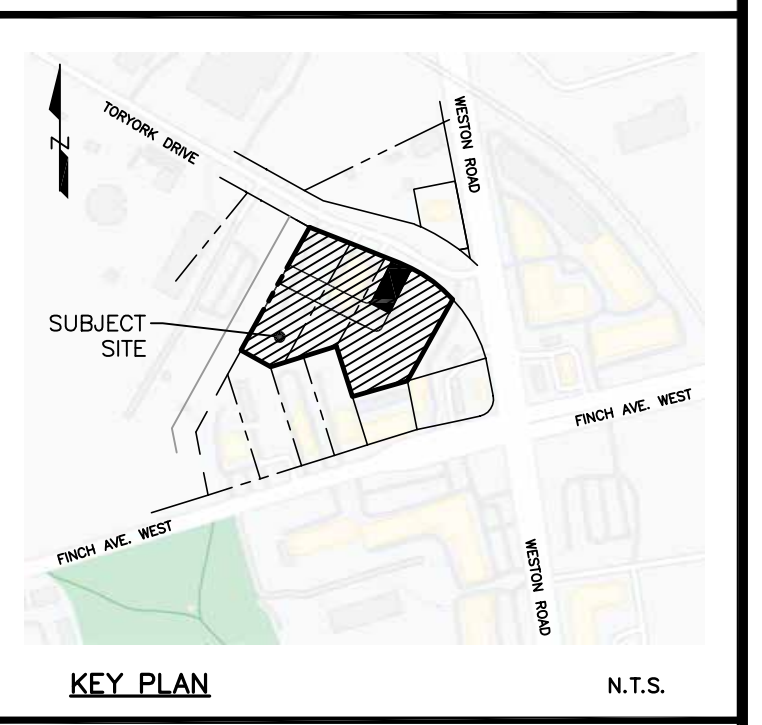 TORYORK DRIVE
WESTON ROAD
N
SUBJECT
SITE
FINCH AVE. WEST
FINCH AVE. WEST
WESTON ROAD
KEY PLAN
N.T.S.